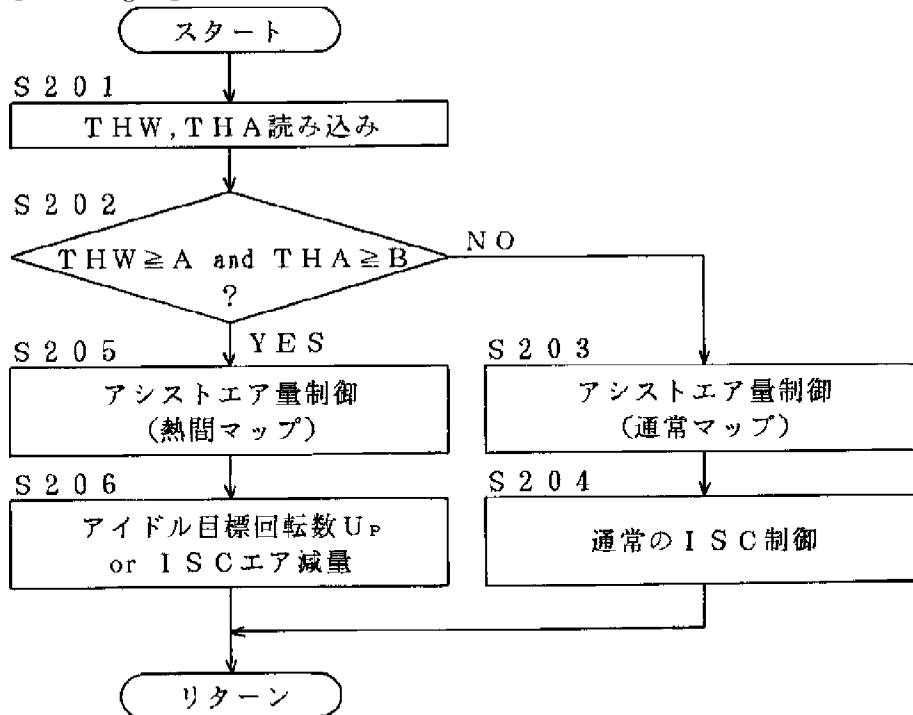 スタート
S201
THW,THA読み込み
S202
THW≧A and THA≧B
?
NO
YES
S205
アシストエア量制御
(熱間マップ)
S203
アシストエア量制御
(通常マップ)
S206
アイドル目標回転数UP
or ISCエア減量
S204
通常のISC制御
リターン